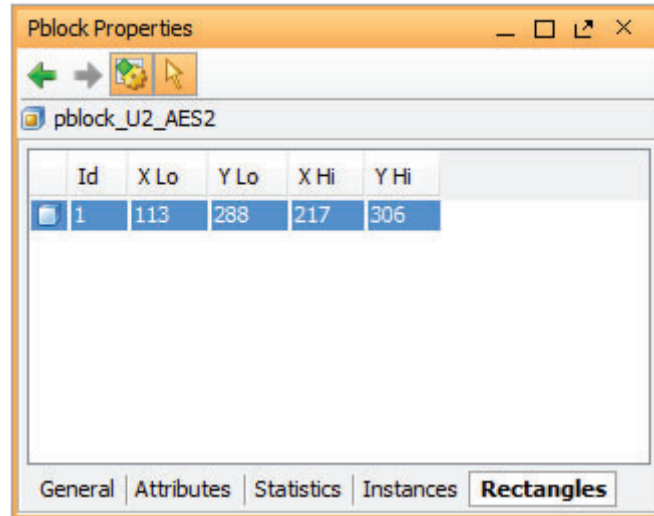 Pblock Properties
pblock_U2_AES2
Id X Lo Y Lo X Hi Y Hi
1 113 288 217 306
General Attributes Statistics Instances Rectangles